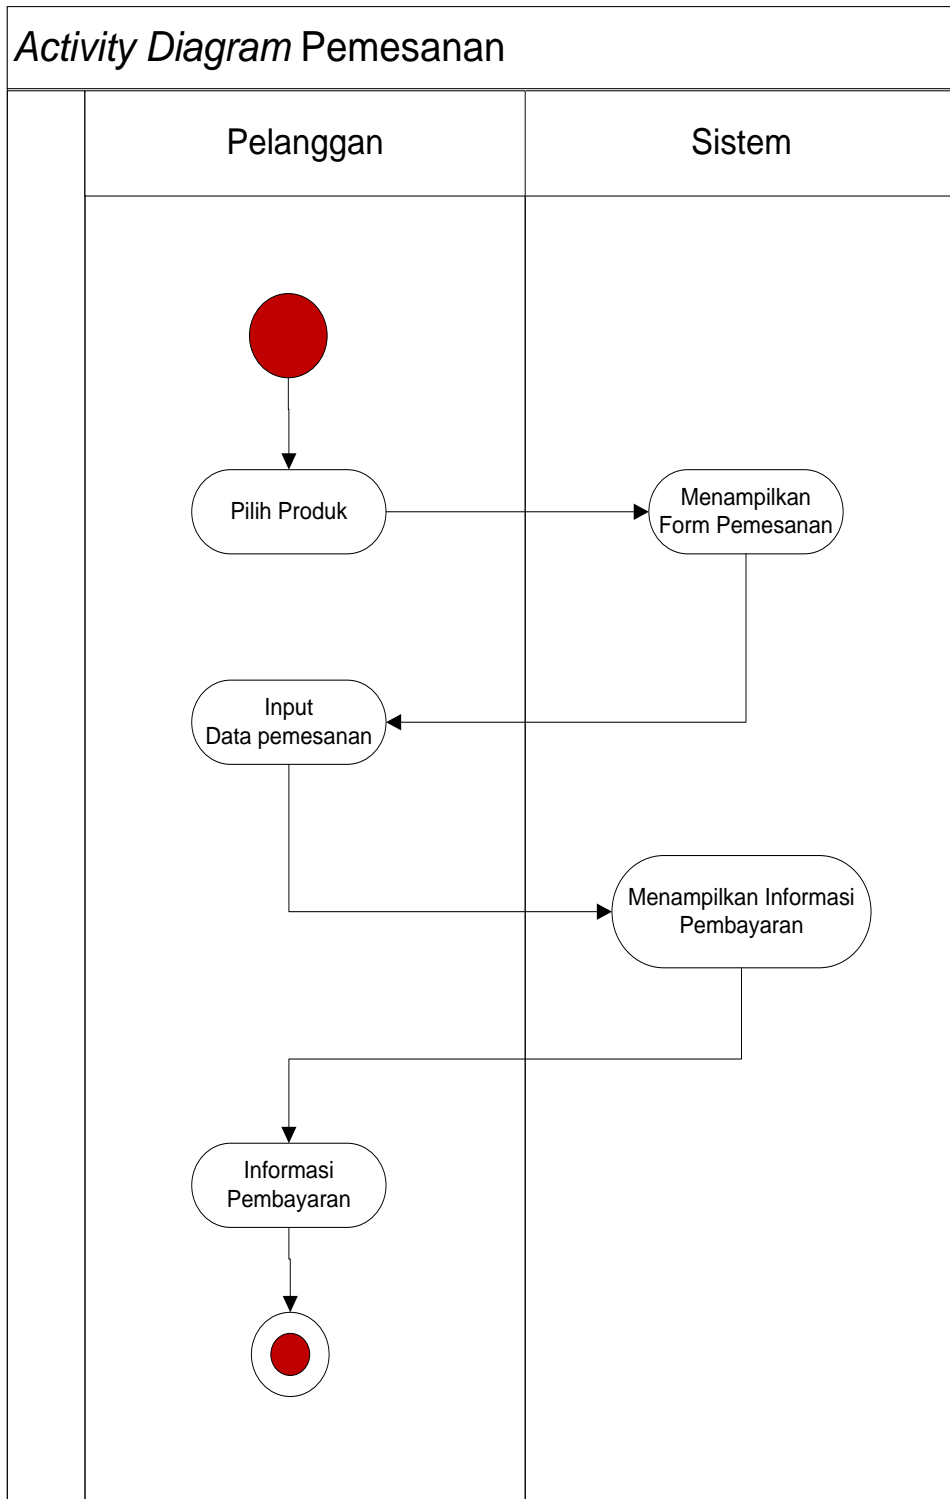 Activity Diagram Pemesanan
Pelanggan
Sistem
Pilih Produk
Menampilkan
Form Pemesanan
Input
Data pemesanan
Menampilkan Informasi
Pembayaran
Informasi
Pembayaran